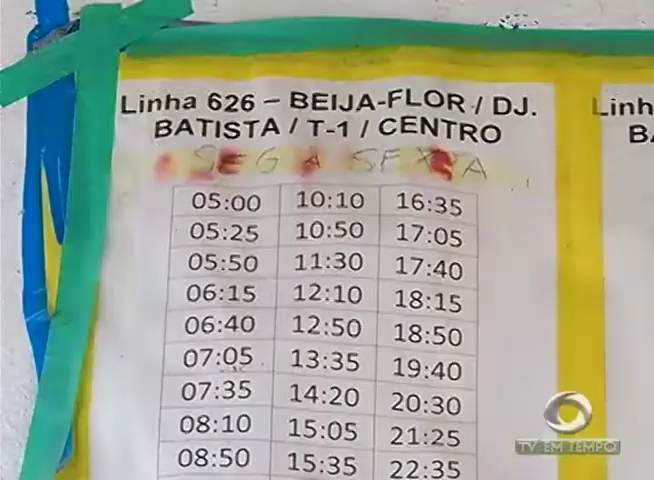 Linha 626 – BEIJA-FLOR / DJ.
BATISTA / T-1 / CENTRO
SEG A SEXTA
05:00 10:10 16:35
05:25 10:50 17:05
05:50 11:30 17:40
06:15 12:10 18:15
06:40 12:50 18:50
07:05 13:35 19:40
07:35 14:20 20:30
08:10 15:05 21:25
08:50 15:35 22:35
Linh
B
TV EM TEMPO